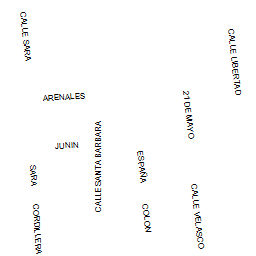 CALLE SARA
CALLE LIBERTAD
ARENALES
21 DE MAYO
CALLE SANTA BARBARA
JUNIN
ESPAÑA
SARA
CALLE VELASCO
CORDILLERA
COLON